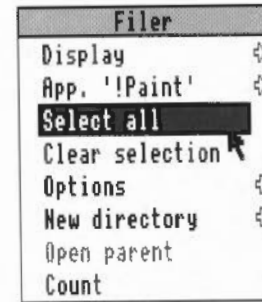 Filer
Display
App. '!Paint'
Select all
Clear selection
Options
New directory
Open parent
Count